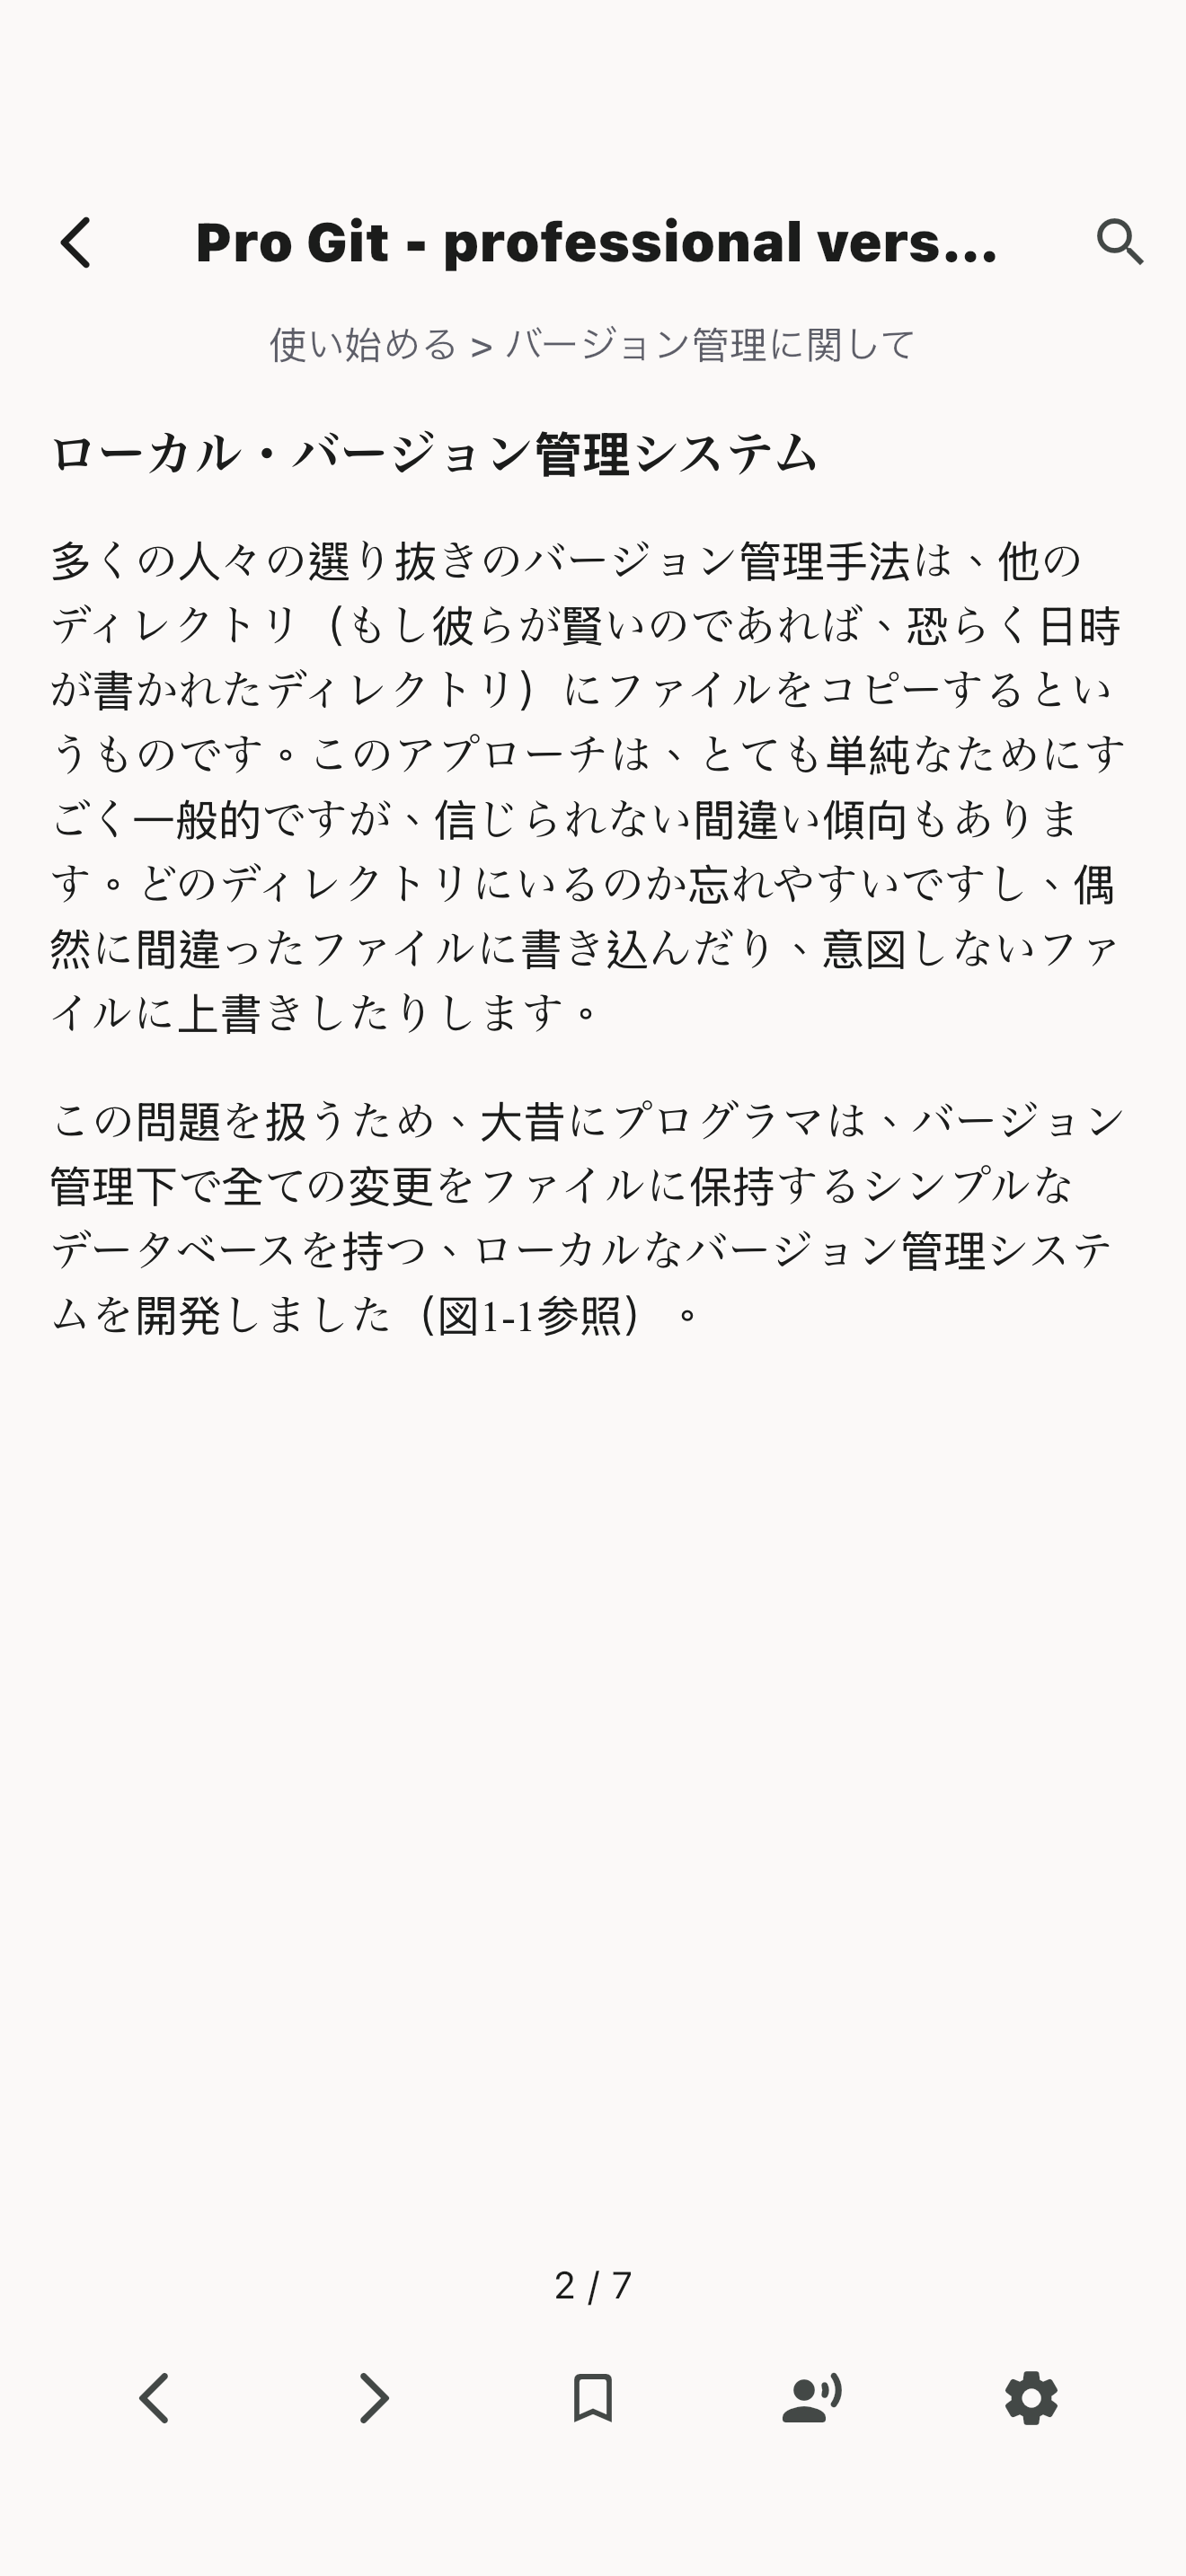 Pro Git - professional vers...
使い始める > バージョン管理に関して
ローカル・バージョン管理システム
多くの人々の選り抜きのバージョン管理手法は、他の
ディレクトリ（もし彼らが賢いのであれば、恐らく日時
が書かれたディレクトリ）にファイルをコピーするとい
うものです。このアプローチは、とても単純なためにす
ごく一般的ですが、信じられない間違い傾向もありま
す。どのディレクトリにいるのか忘れやすいですし、偶
然に間違ったファイルに書き込んだり、意図しないファ
イルに上書きしたりします。
この問題を扱うため、大昔にプログラマは、バージョン
管理下で全ての変更をファイルに保持するシンプルな
データベースを持つ、ローカルなバージョン管理システ
ムを開発しました（図1-1参照）。
2 / 7